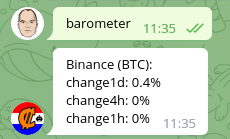 barometer
11:35
Binance (BTC):
change1d: 0.4%
change4h: 0%
change1h: 0%
11:35